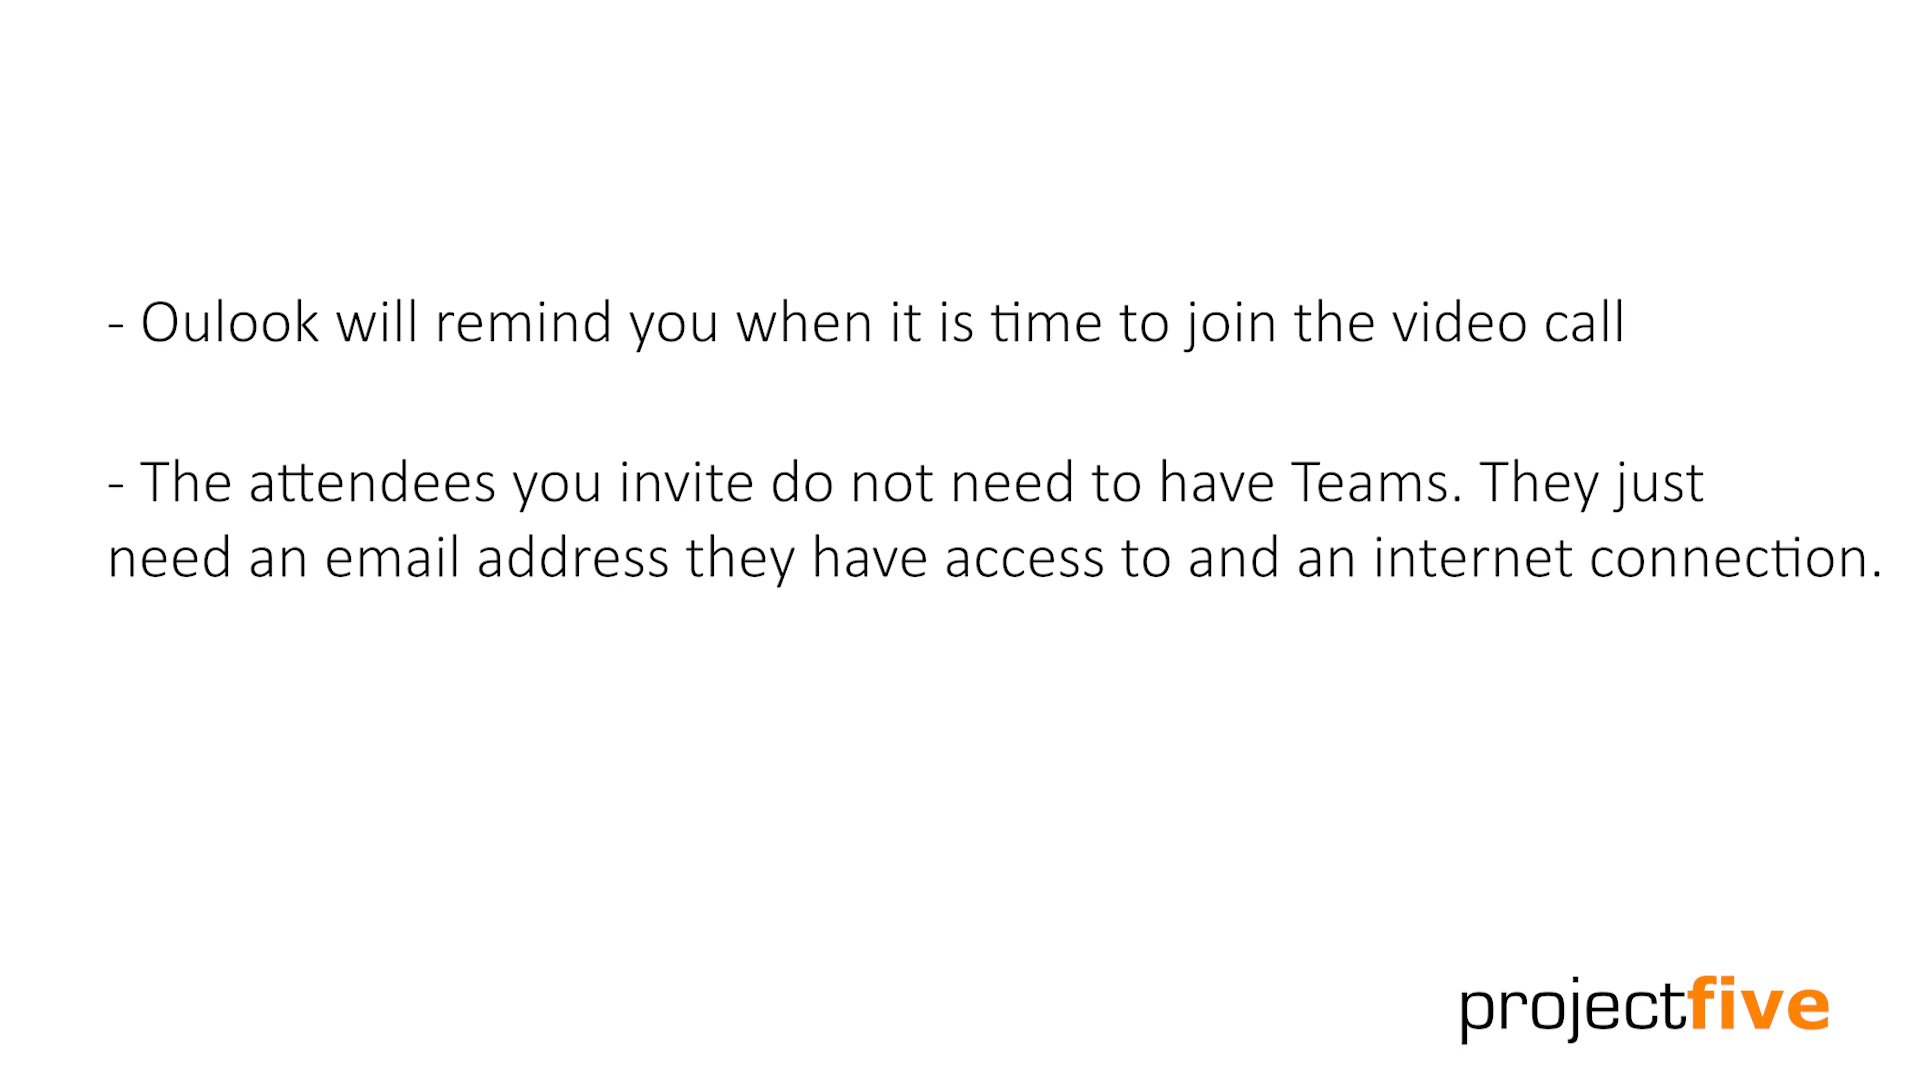 - Oulook will remind you when it is time to join the video call
- The attendees you invite do not need to have Teams. They just
need an email address they have access to and an internet connection.
projectfive